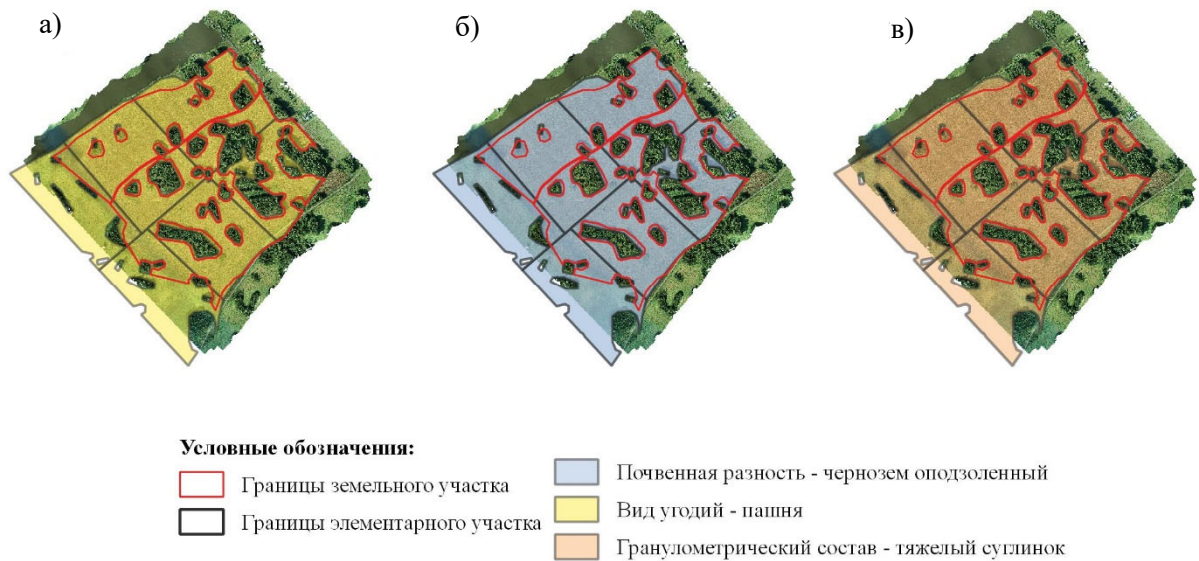 а)
б)
в)
Условные обозначения:
Границы земельного участка
Границы элементарного участка
Почвенная разность - чернозем оподзоленный
Вид угодий - пашня
Гранулометрический состав - тяжелый суглинок